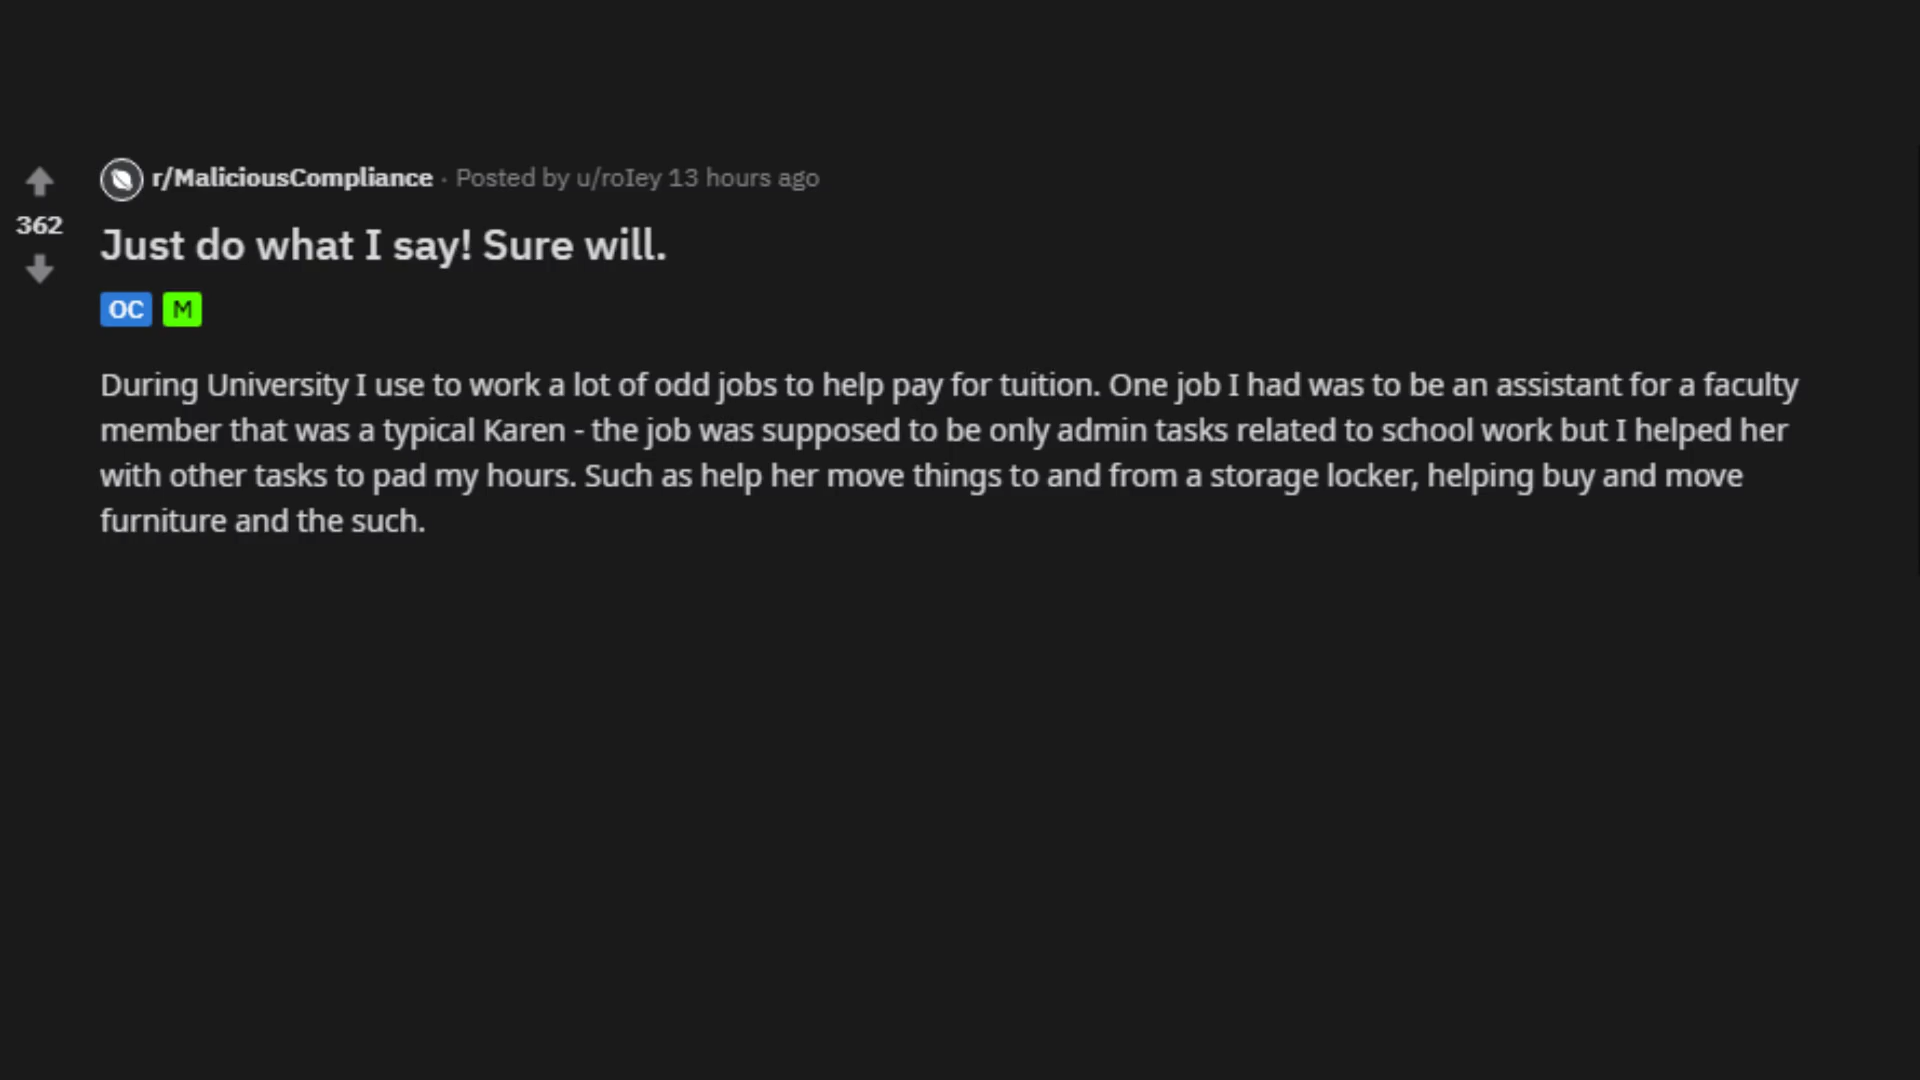 r/MaliciousCompliance · Posted by u/roIey 13 hours ago
362
Just do what I say! Sure will.
OC M
During University I use to work a lot of odd jobs to help pay for tuition. One job I had was to be an assistant for a faculty
member that was a typical Karen - the job was supposed to be only admin tasks related to school work but I helped her
with other tasks to pad my hours. Such as help her move things to and from a storage locker, helping buy and move
furniture and the such.